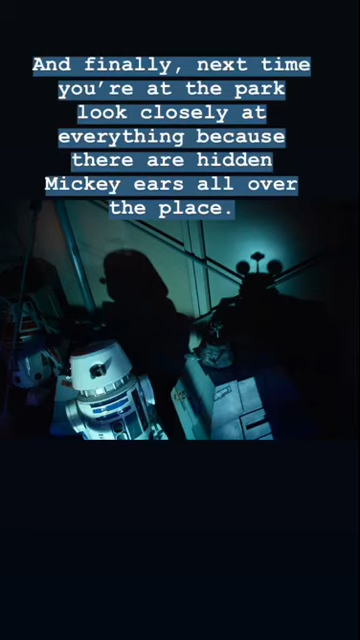 And finally, next time
you’re at the park
look closely at
everything because
there are hidden
Mickey ears all over
the place.